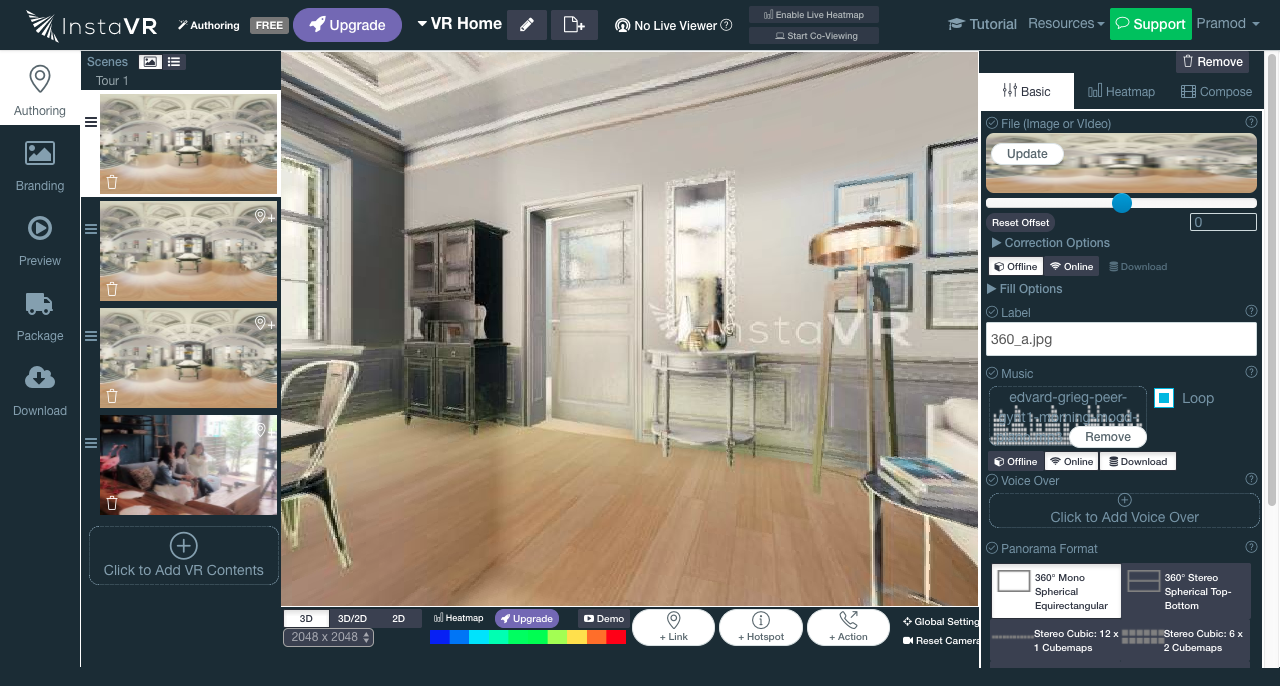 InstaVR
Authoring
FREE
Upgrade
VR Home
No Live Viewer
Enable Live Heatmap
Start Co-Viewing
Tutorial
Resources
Support
Pramod
Authoring
Branding
Preview
Package
Download
Scenes
Tour 1
Click to Add VR Contents
InstaVR
3D
3D/2D
2D
2048 x 2048
Heatmap
Upgrade
Demo
+ Link
+ Hotspot
+ Action
Global Setting
Reset Camera
Remove
Basic
Heatmap
Compose
File (Image or VIdeo)
Update
Reset Offset
0
Correction Options
Offline
Online
Download
Fill Options
Label
360_a.jpg
Music
edvard-grieg-peer-
gynt1-morning-mood-
Remove
Loop
Offline
Online
Download
Voice Over
Click to Add Voice Over
Panorama Format
360° Mono
Spherical
Equirectangular
360° Stereo
Spherical Top-
Bottom
Stereo Cubic: 12 x
1 Cubemaps
Stereo Cubic: 6 x
2 Cubemaps